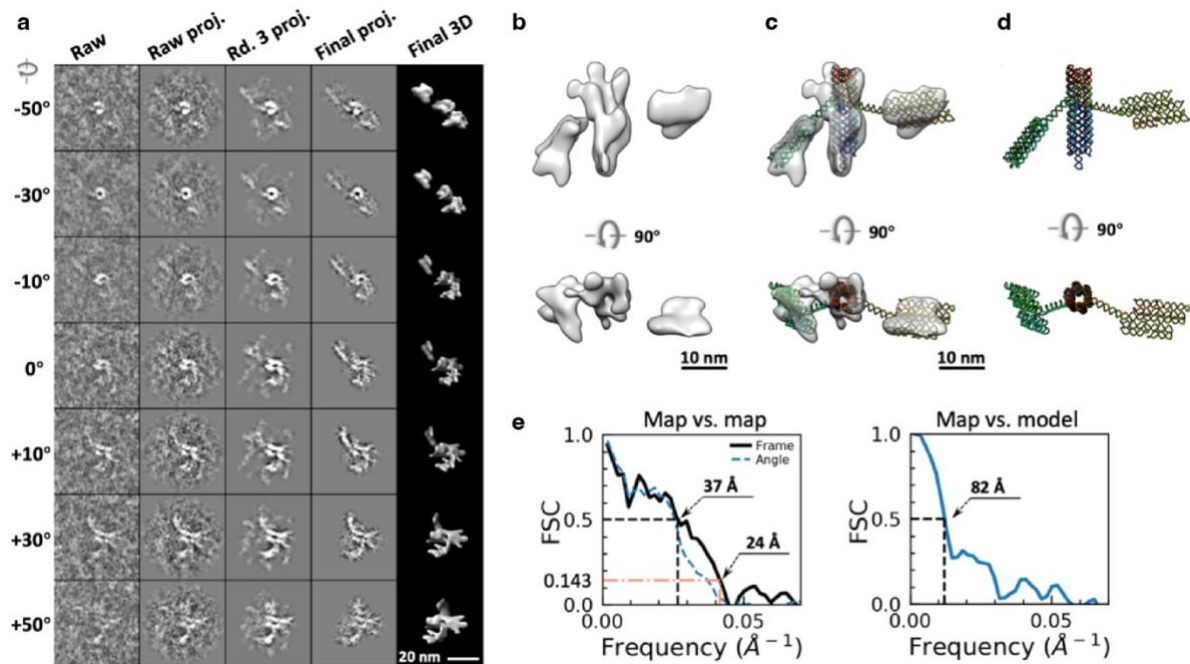 a
Raw
Raw proj.
Rd. 3 proj.
Final proj.
Final 3D
-50°
-30°
-10°
0°
+10°
+30°
+50°
20 nm
b
c
d
90°
90°
90°
10 nm
10 nm
e
Map vs. map
FSC
1.0
0.5
0.143
0.0
Frame
Angle
37 Å
24 Å
0.00
0.05
Frequency (Å⁻¹)
Map vs. model
FSC
1.0
0.5
0.0
82 Å
0.00
0.05
Frequency (Å⁻¹)